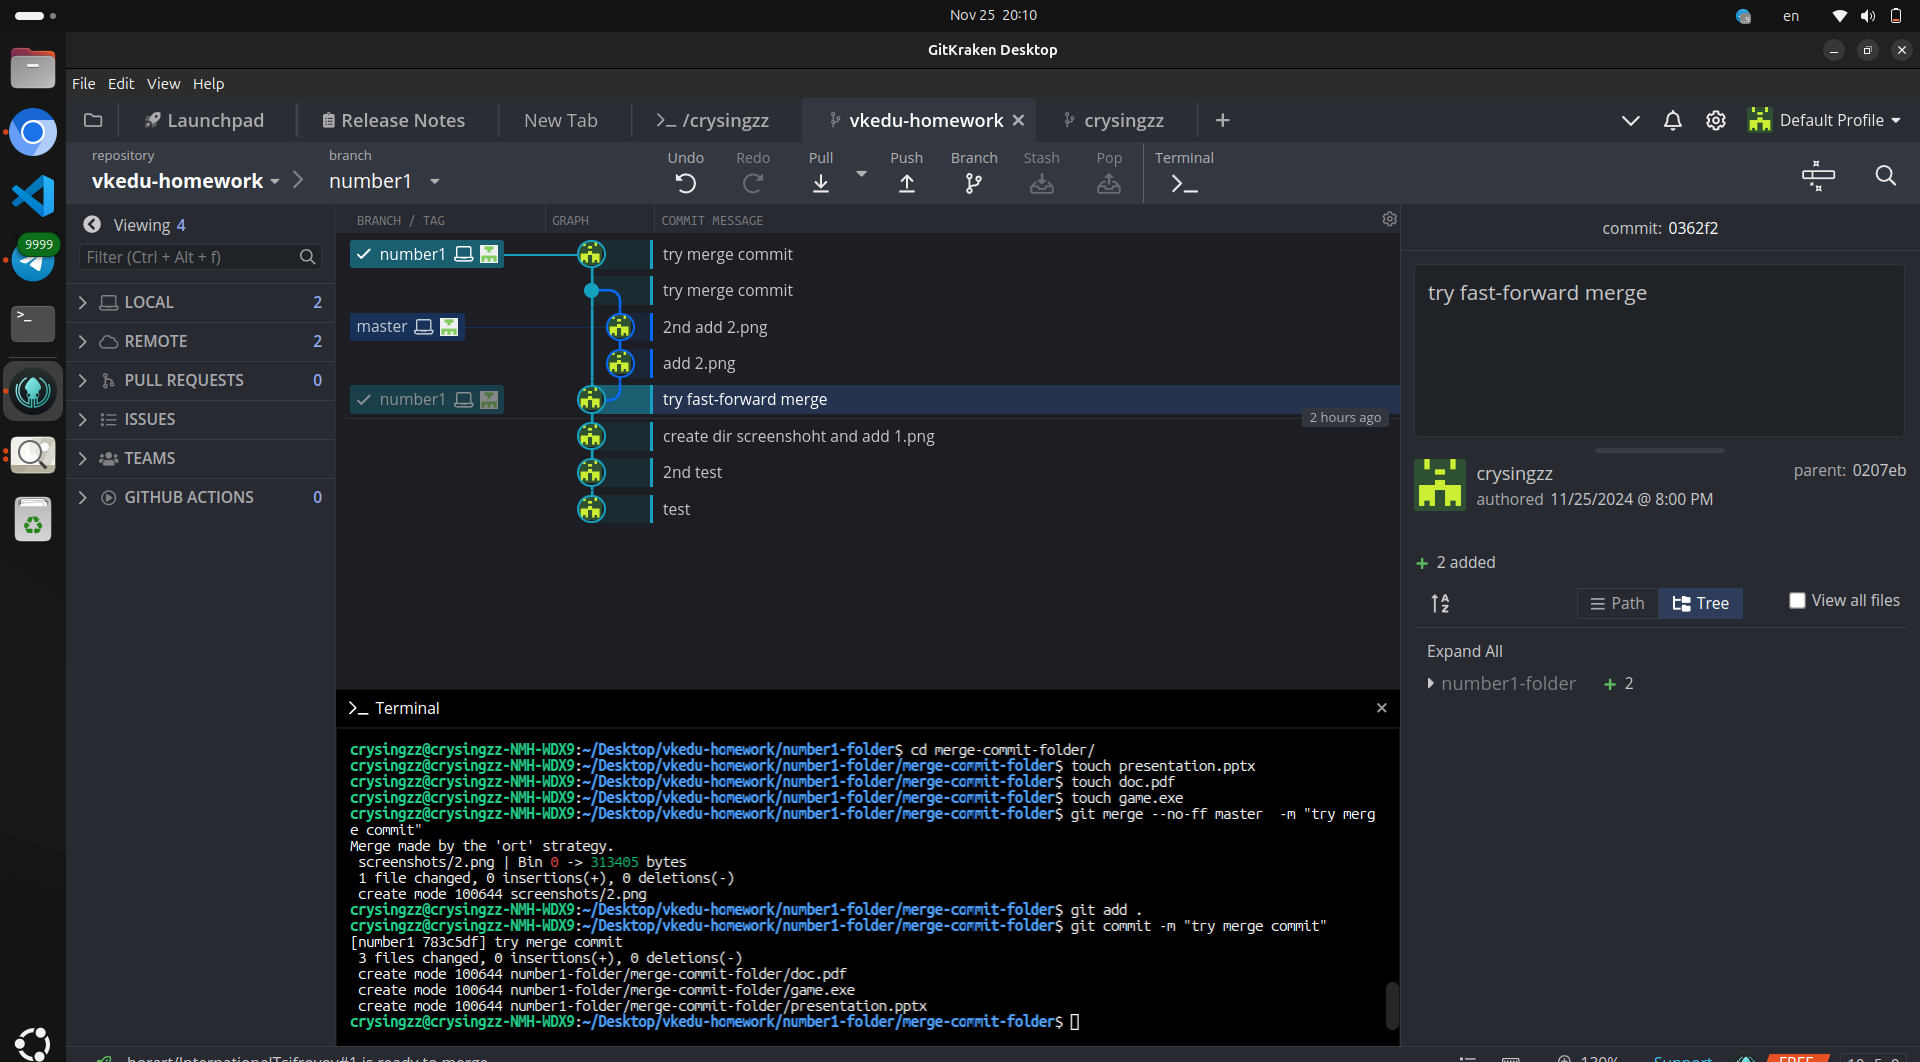 Nov 25 20:10
en
GitKraken Desktop
File Edit View Help
Launchpad
Release Notes
New Tab
/crysingzz
vkedu-homework
crysingzz
Default Profile
repository
vkedu-homework
branch
number1
Undo
Redo
Pull
Push
Branch
Stash
Pop
Terminal
9999
Viewing 4
Filter (Ctrl + Alt + f)
LOCAL 2
REMOTE 2
PULL REQUESTS 0
ISSUES
TEAMS
GITHUB ACTIONS 0
BRANCH / TAG GRAPH COMMIT MESSAGE
number1 try merge commit
try merge commit
master 2nd add 2.png
add 2.png
number1 try fast-forward merge
2 hours ago
create dir screenshoht and add 1.png
2nd test
test
commit: 0362f2
try fast-forward merge
crysingzz
authored 11/25/2024 @ 8:00 PM
parent: 0207eb
2 added
Path Tree
View all files
Expand All
number1-folder + 2
Terminal
crysingzz@crysingzz-NMH-WDX9:~/Desktop/vkedu-homework/number1-folder$ cd merge-commit-folder/
crysingzz@crysingzz-NMH-WDX9:~/Desktop/vkedu-homework/number1-folder/merge-commit-folder$ touch presentation.pptx
crysingzz@crysingzz-NMH-WDX9:~/Desktop/vkedu-homework/number1-folder/merge-commit-folder$ touch doc.pdf
crysingzz@crysingzz-NMH-WDX9:~/Desktop/vkedu-homework/number1-folder/merge-commit-folder$ touch game.exe
crysingzz@crysingzz-NMH-WDX9:~/Desktop/vkedu-homework/number1-folder/merge-commit-folder$ git merge --no-ff master  -m "try merg
e commit"
Merge made by the 'ort' strategy.
screenshots/2.png | Bin 0 -> 313405 bytes
1 file changed, 0 insertions(+), 0 deletions(-)
create mode 100644 screenshots/2.png
crysingzz@crysingzz-NMH-WDX9:~/Desktop/vkedu-homework/number1-folder/merge-commit-folder$ git add .
crysingzz@crysingzz-NMH-WDX9:~/Desktop/vkedu-homework/number1-folder/merge-commit-folder$ git commit -m "try merge commit"
[number1 783c5df] try merge commit
3 files changed, 0 insertions(+), 0 deletions(-)
create mode 100644 number1-folder/merge-commit-folder/doc.pdf
create mode 100644 number1-folder/merge-commit-folder/game.exe
create mode 100644 number1-folder/merge-commit-folder/presentation.pptx
crysingzz@crysingzz-NMH-WDX9:~/Desktop/vkedu-homework/number1-folder/merge-commit-folder$
130% Support FREE